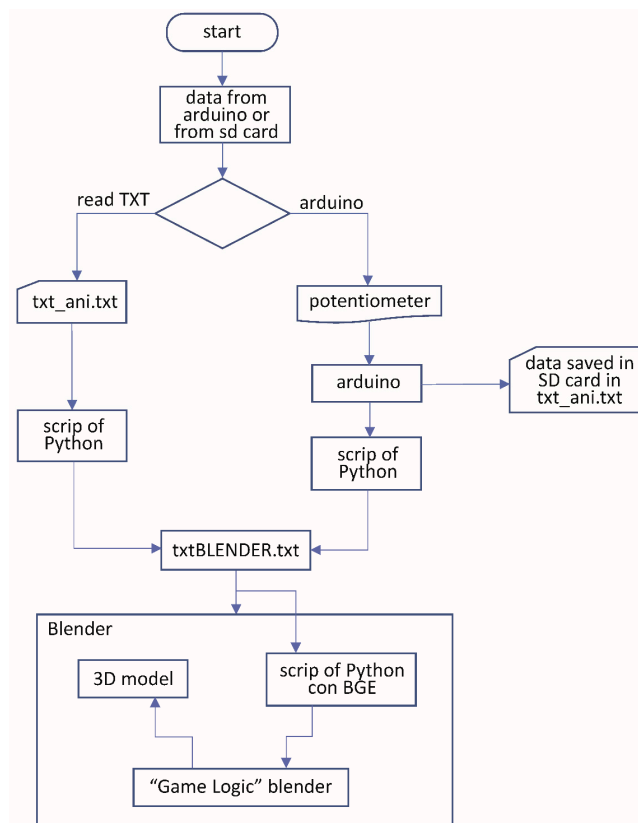 start
data from
arduino or
from sd card
read TXT
arduino
txt_ani.txt
potentiometer
arduino
data saved in
SD card in
txt_ani.txt
scrip of
Python
scrip of
Python
txtBLENDER.txt
Blender
3D model
scrip of Python
con BGE
“Game Logic” blender